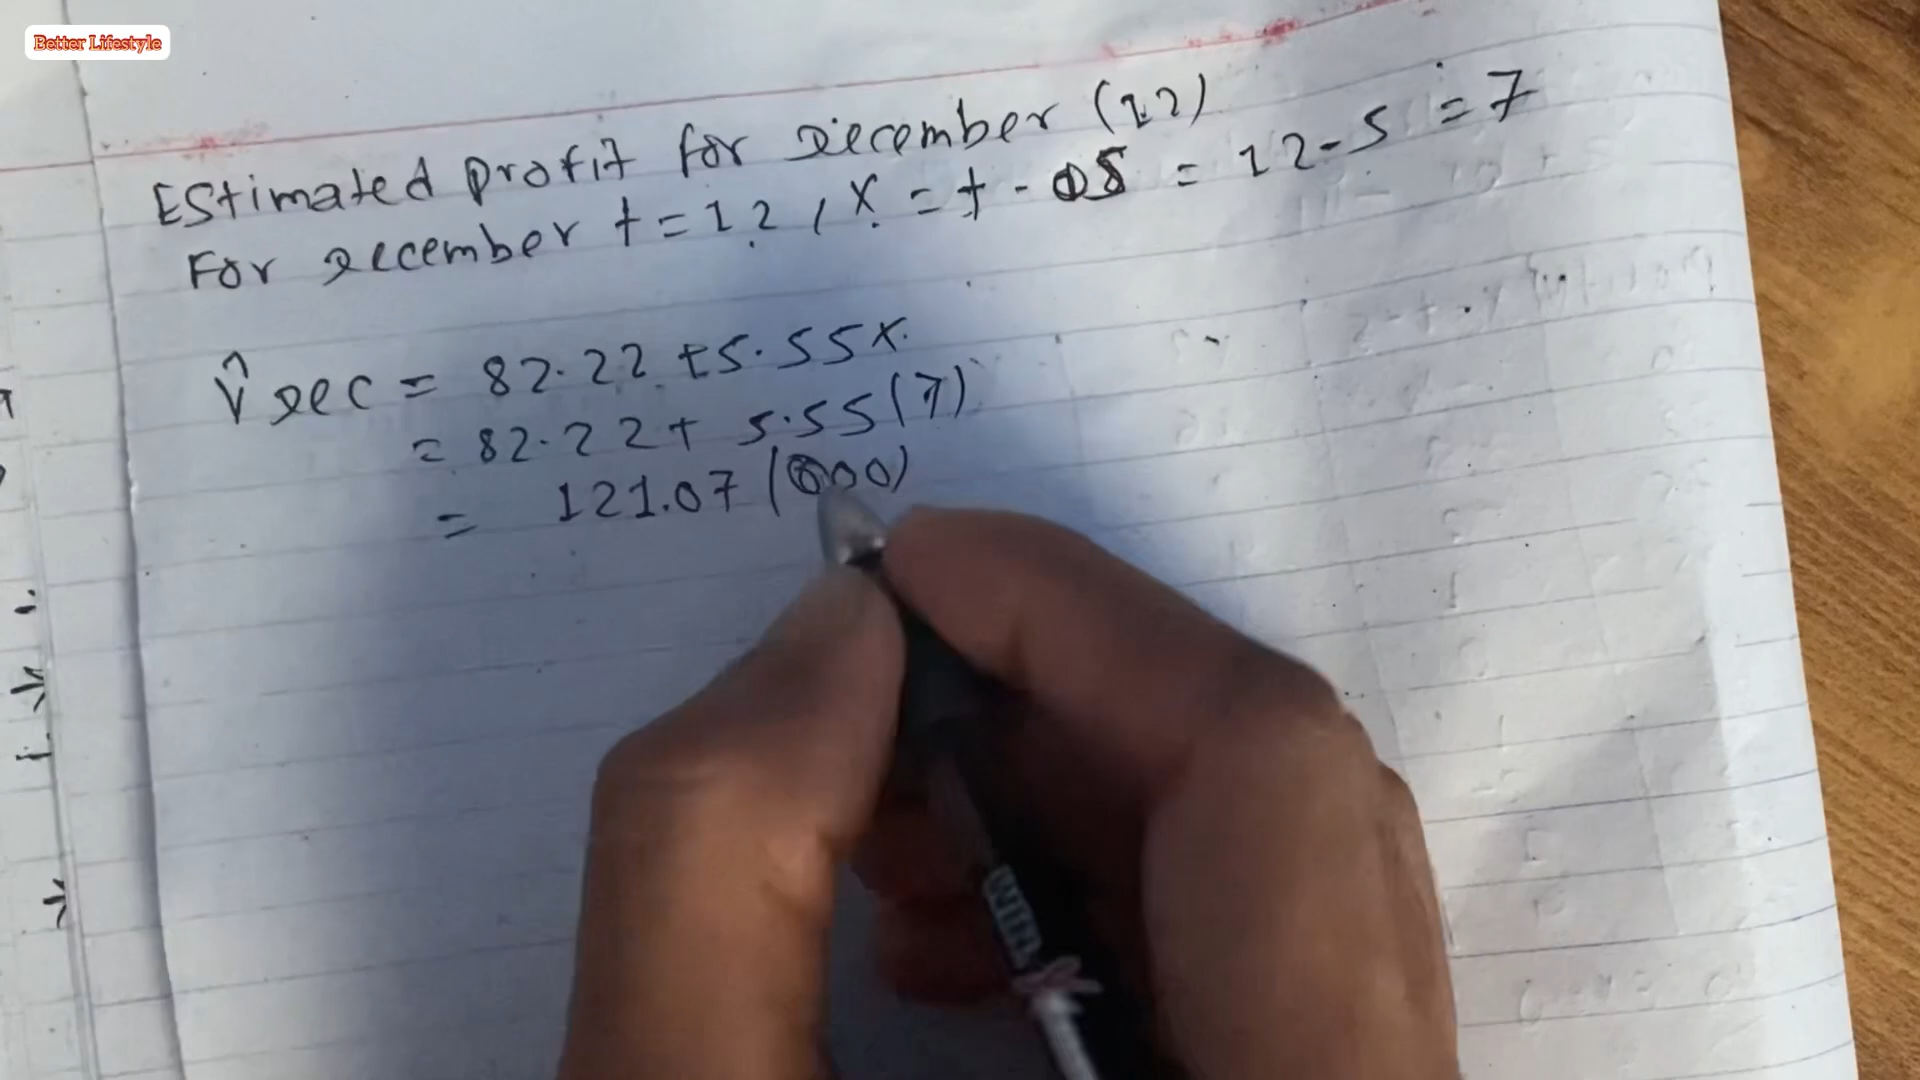 Better Lifestyle
Estimated profit for December (12)
For December t = 12, x = t - 05 = 12-5 = 7
Ŷ Dec = 82.22 + 5.55x
= 82.22 + 5.55(7)
= 121.07 (000)